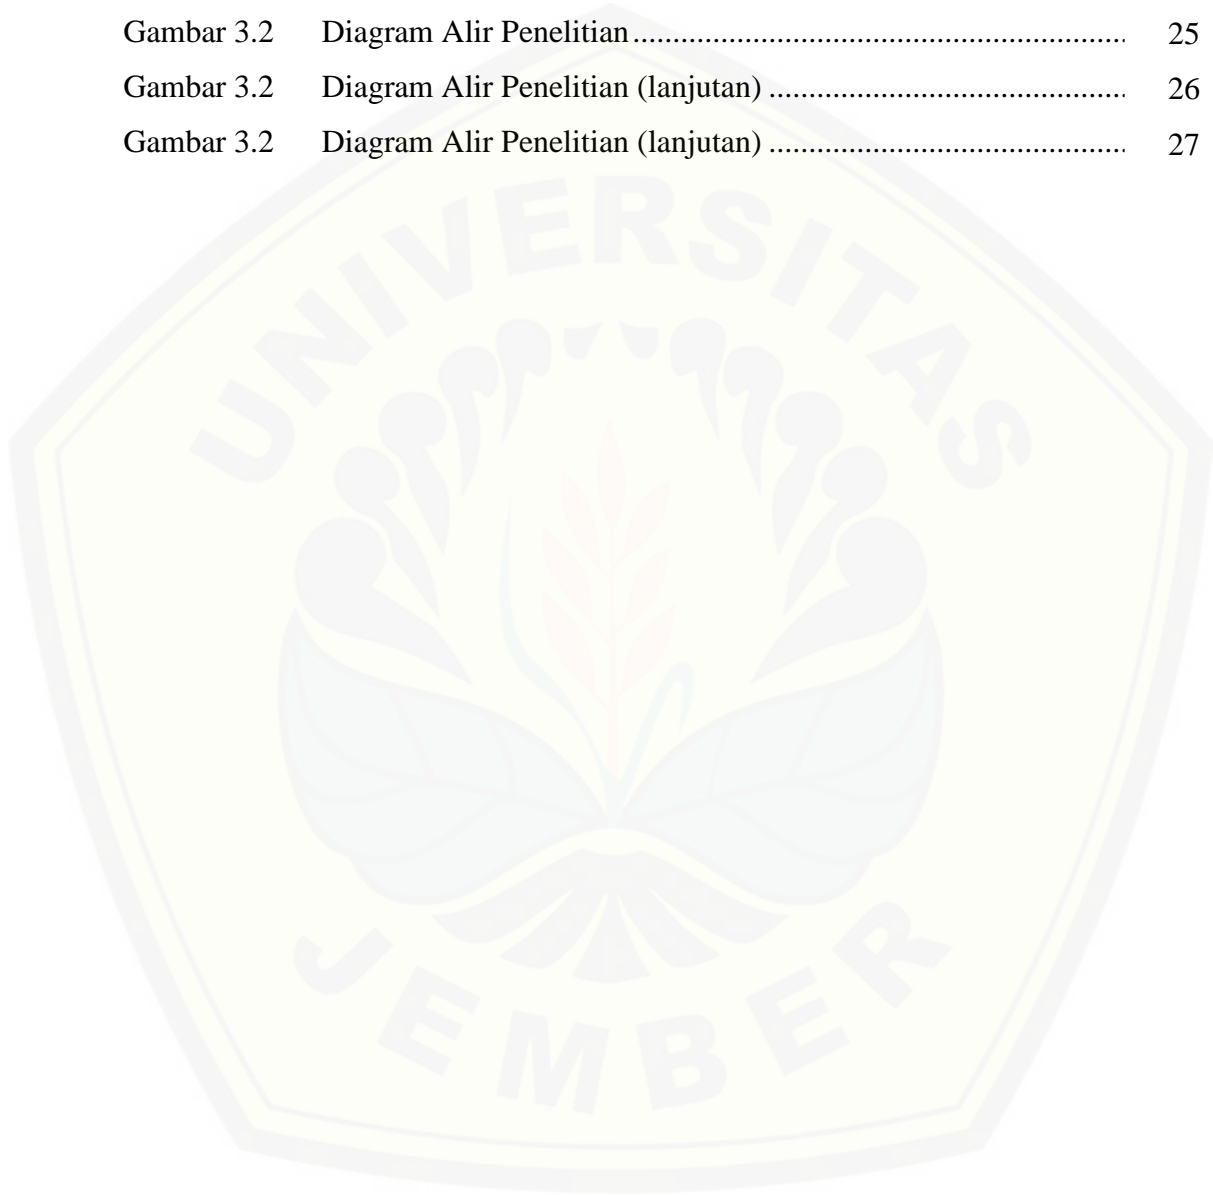 Gambar 3.2 Diagram Alir Penelitian.................................................................. 25
Gambar 3.2 Diagram Alir Penelitian (lanjutan) ............................................... 26
Gambar 3.2 Diagram Alir Penelitian (lanjutan) ............................................... 27
UNIVERSITAS
JEMBER